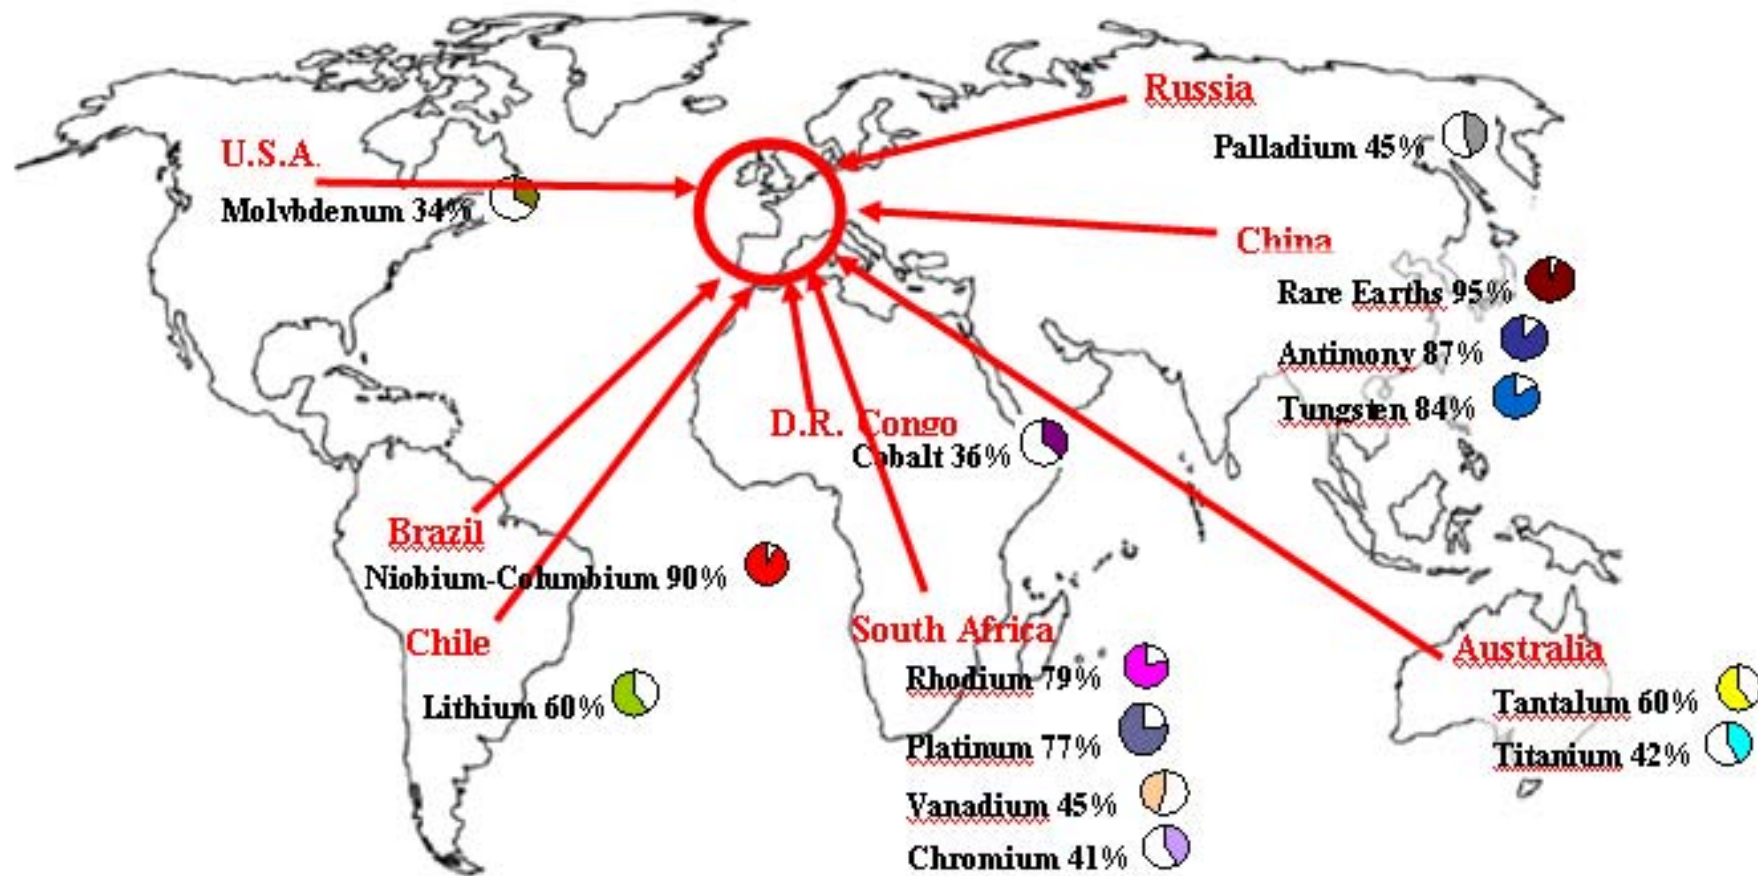 Russia
Palladium 45%
U.S.A.
Molybdenum 34%
China
Rare Earths 95%
Antimony 87%
Tungsten 84%
D.R. Congo
Cobalt 36%
Brazil
Niobium-Columbium 90%
Chile
Lithium 60%
South Africa
Rhodium 79%
Platinum 77%
Vanadium 45%
Chromium 41%
Australia
Tantalum 60%
Titanium 42%